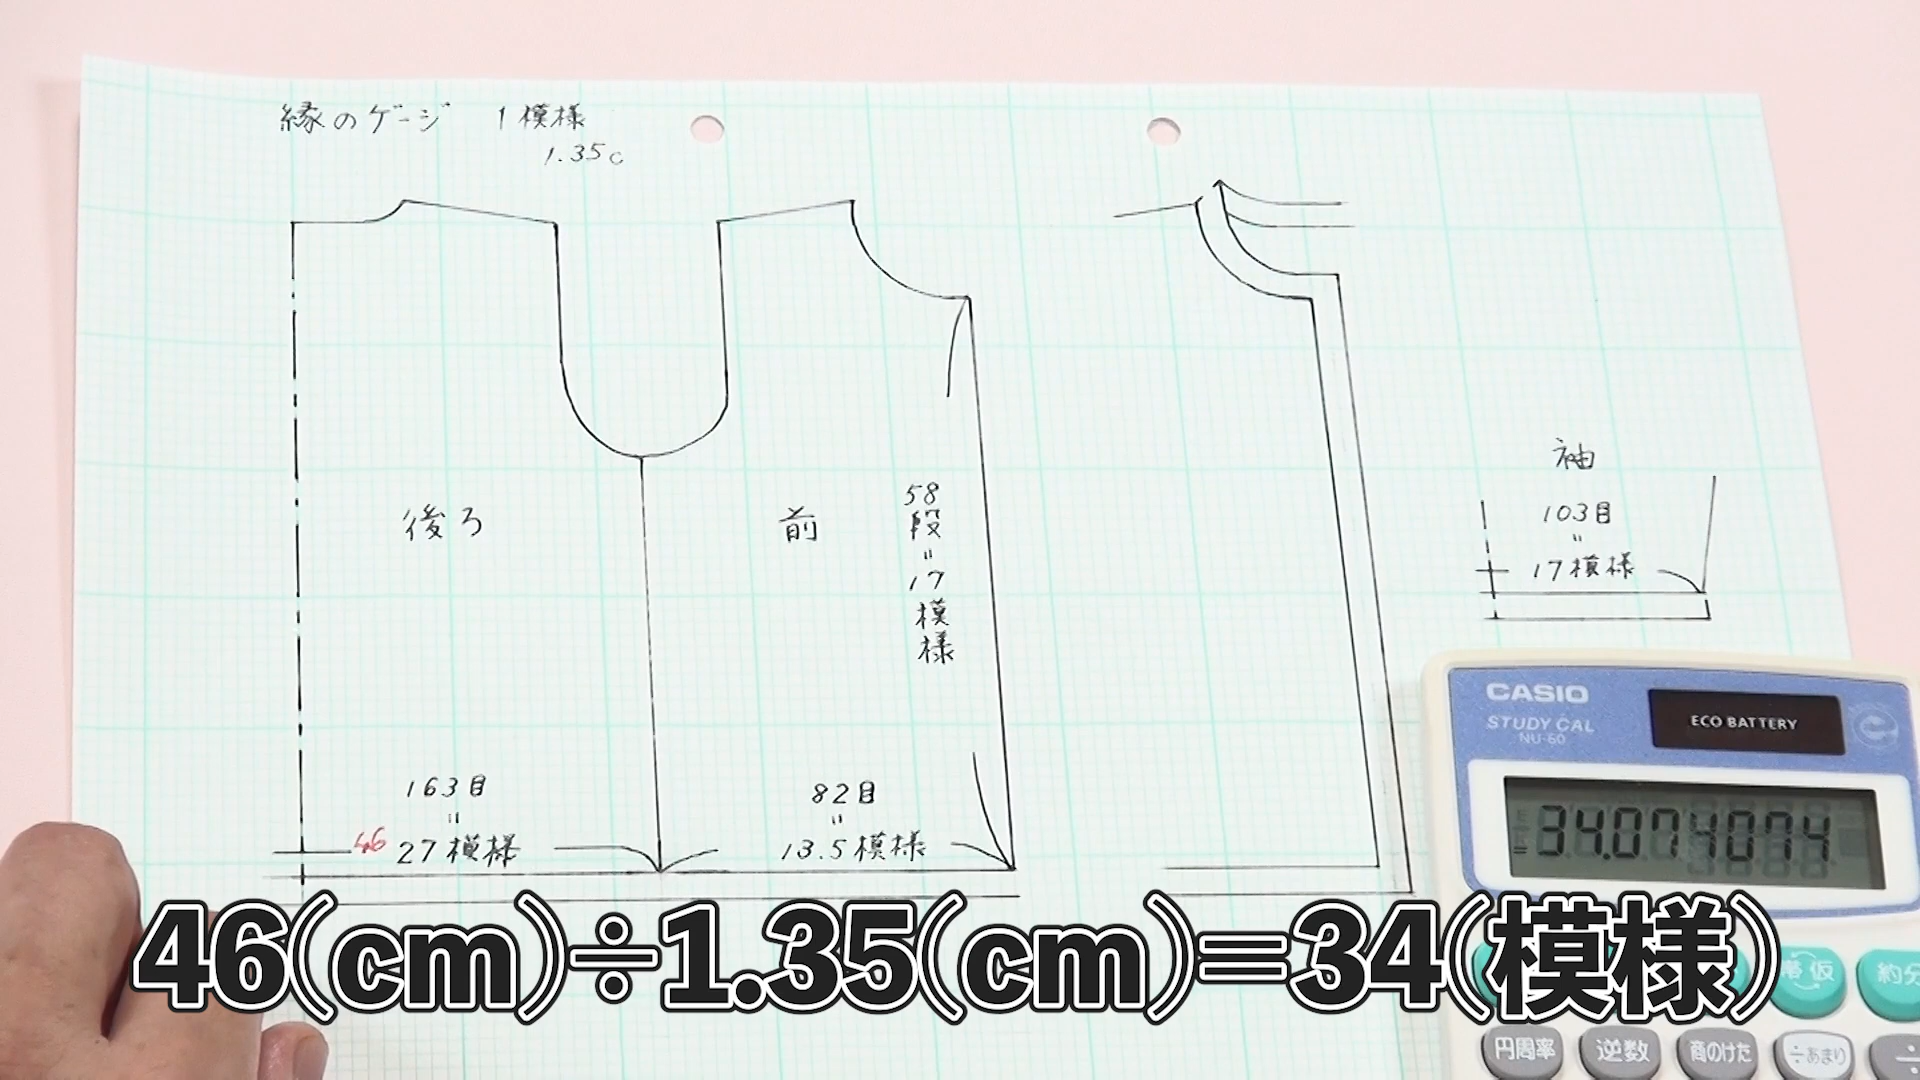 縁のゲージ 1模様
1.35c
後ろ
前
58
段
"
17
模
様
袖
103目
"
17模様
163目
"
46 27模様
82目
"
13.5模様
CASIO
STUDY CAL
NU-60
ECO BATTERY
34.074074
46(cm)÷1.35(cm)=34(模様)
帯仮
約分
円周率
逆数
商のけた
÷あまり
÷